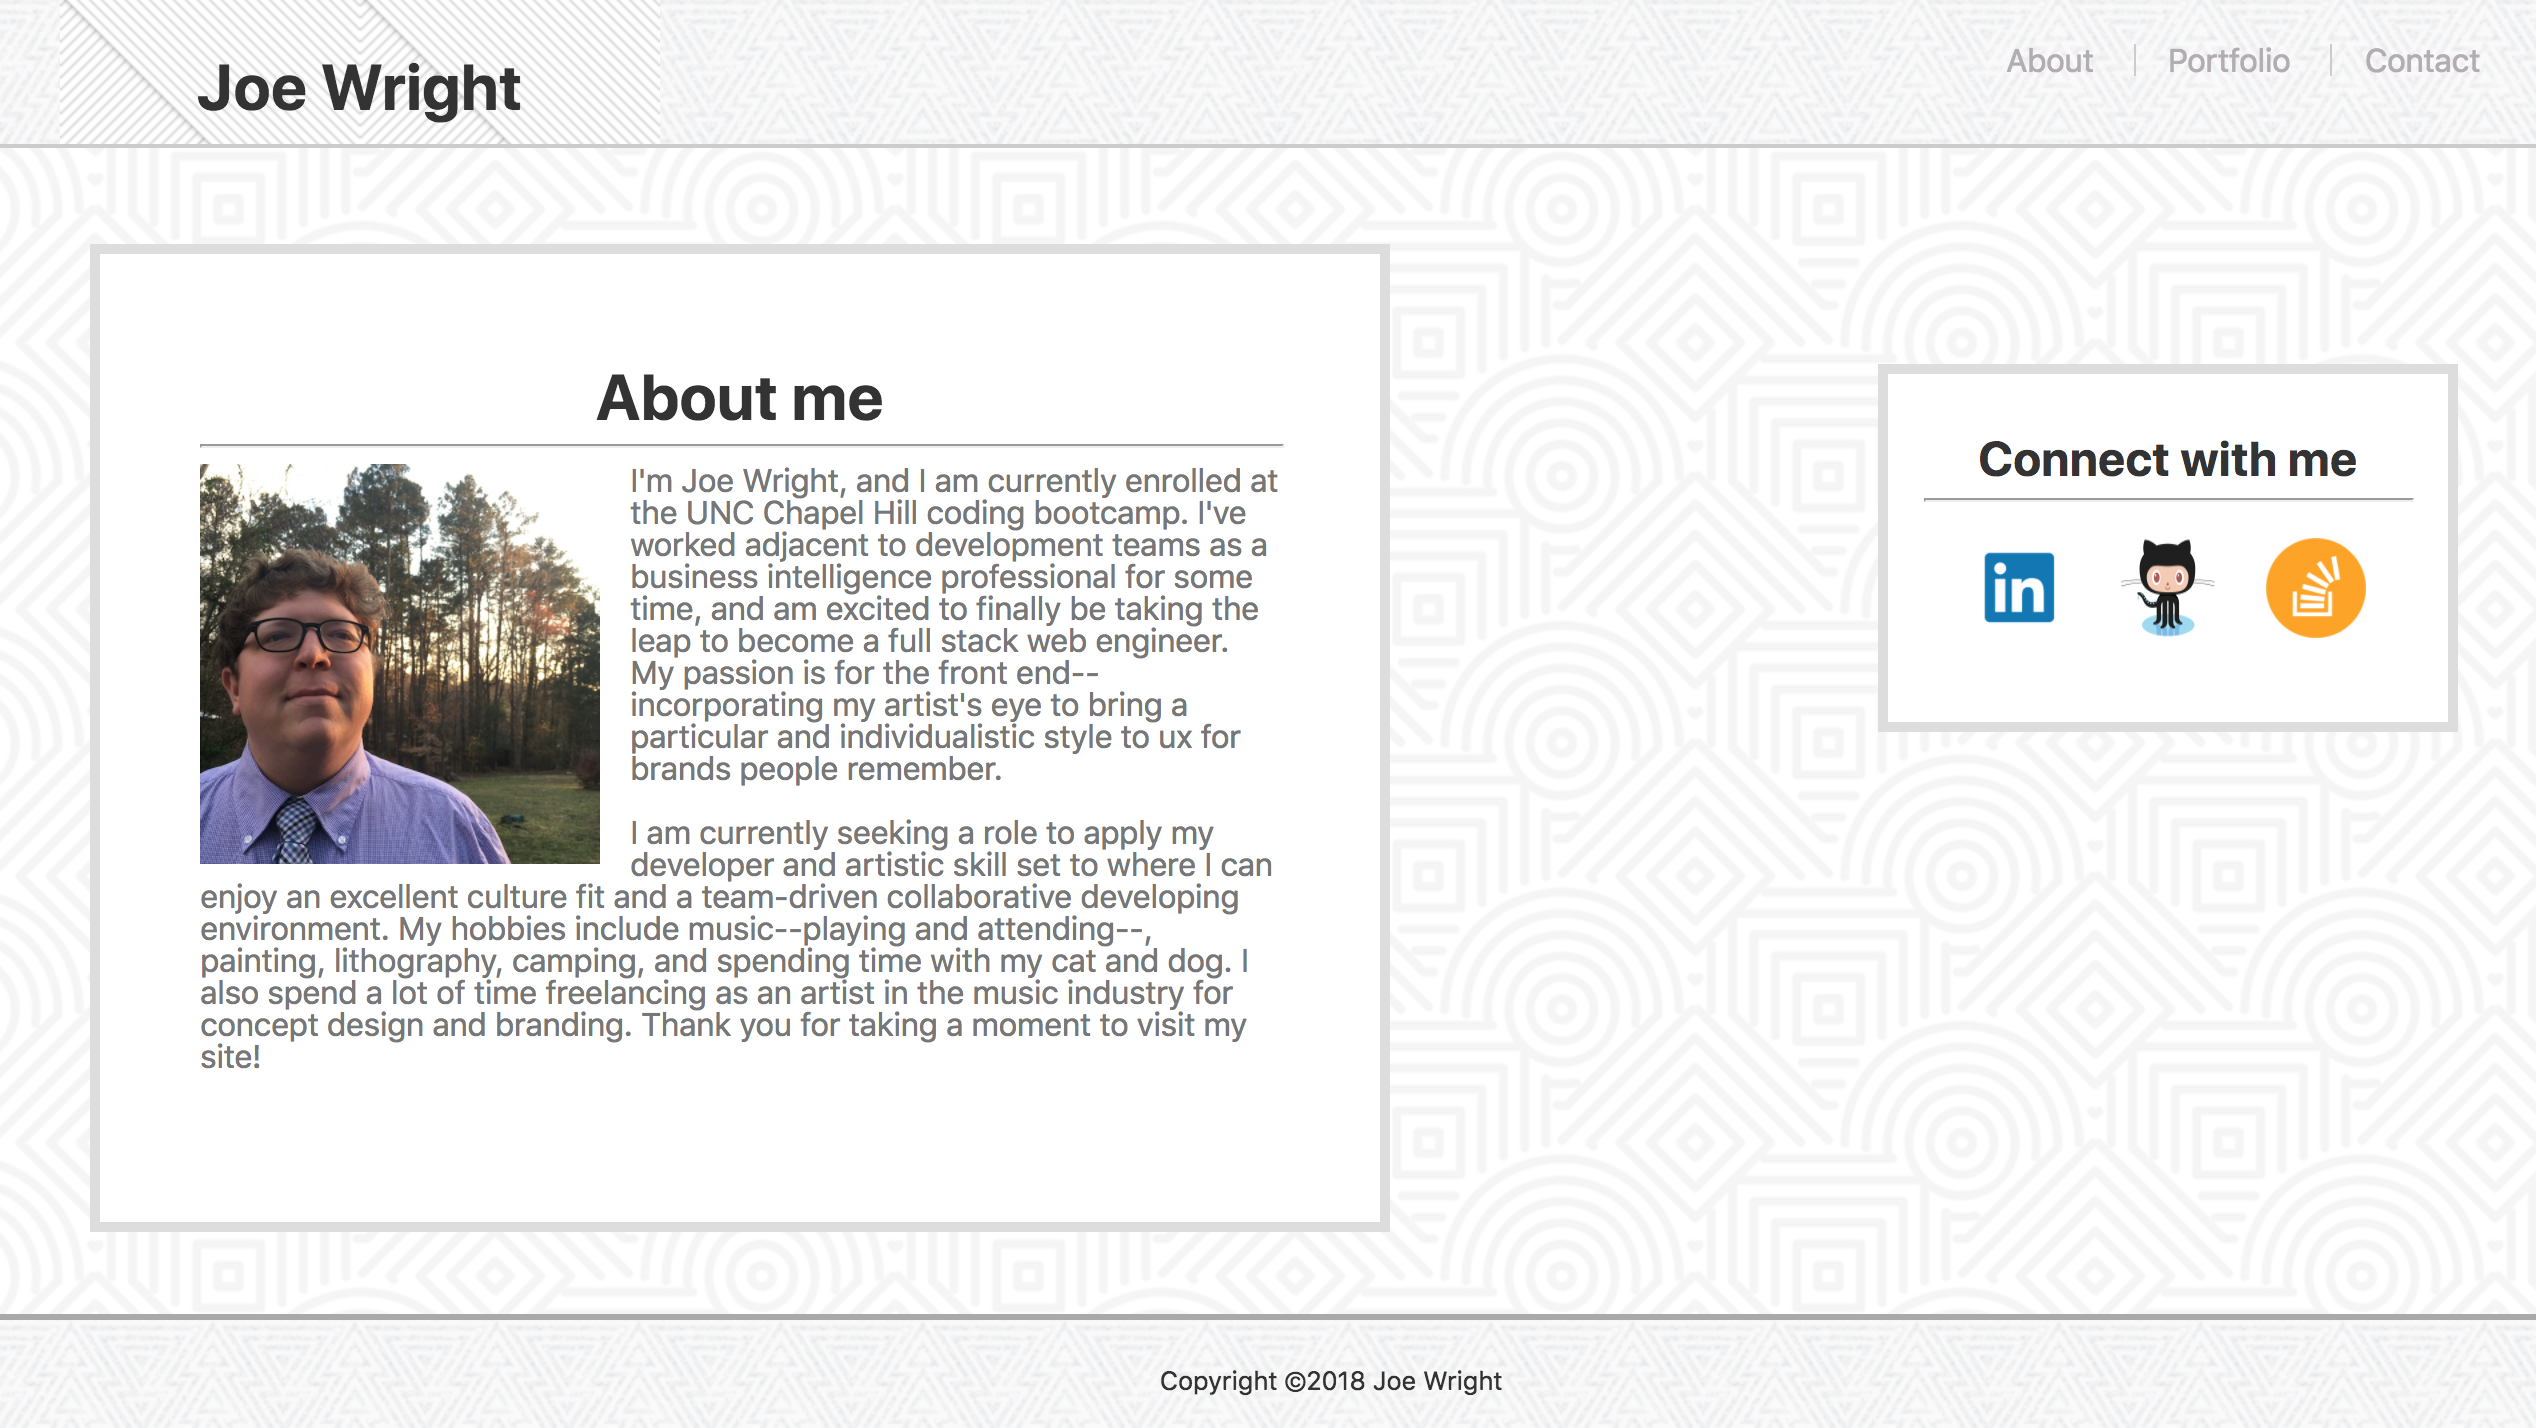 Joe Wright
About
Portfolio
Contact
About me
I'm Joe Wright, and I am currently enrolled at
the UNC Chapel Hill coding bootcamp. I've
worked adjacent to development teams as a
business intelligence professional for some
time, and am excited to finally be taking the
leap to become a full stack web engineer.
My passion is for the front end--
incorporating my artist's eye to bring a
particular and individualistic style to ux for
brands people remember.
I am currently seeking a role to apply my
developer and artistic skill set to where I can
enjoy an excellent culture fit and a team-driven collaborative developing
environment. My hobbies include music--playing and attending--,
painting, lithography, camping, and spending time with my cat and dog. I
also spend a lot of time freelancing as an artist in the music industry for
concept design and branding. Thank you for taking a moment to visit my
site!
Connect with me
in
Copyright ©2018 Joe Wright